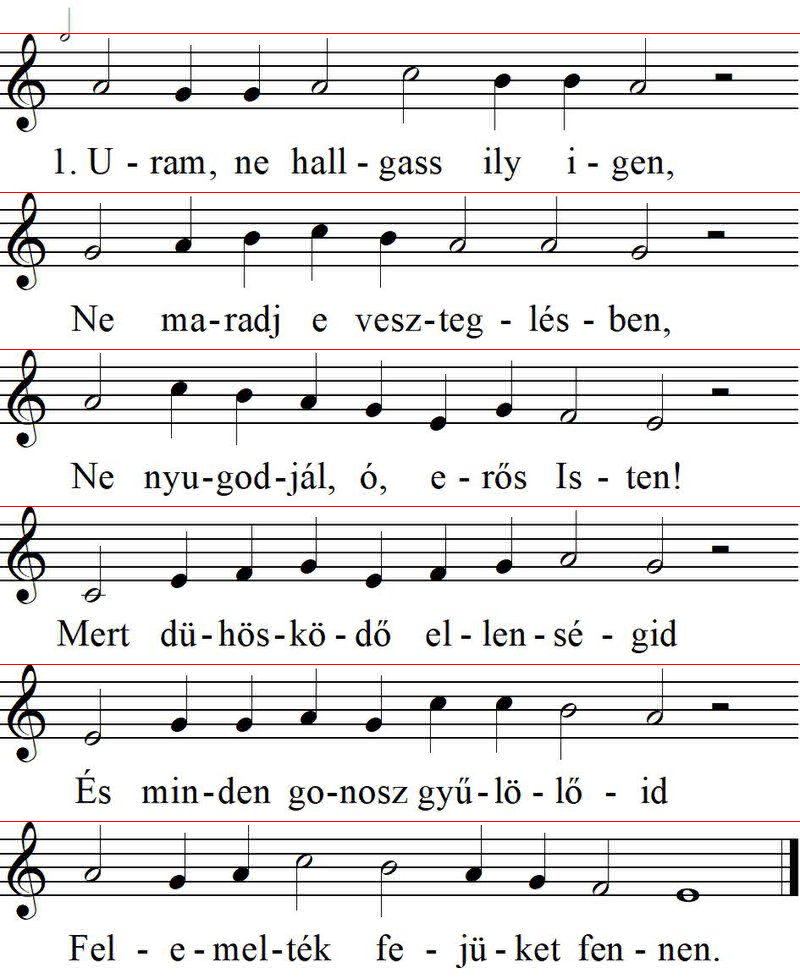 1. U - ram, ne hall - gass ily i - gen,
Ne ma-radj e vesz-teg - lés - ben,
Ne nyu-god-jál, ó, e - rős Is - ten!
Mert dü-hös-kö-dő el - len-sé - gid
És min-den go-nosz gyű-lö - lő - id
Fel - e-mel-ték fe - jü-ket fen-nen.